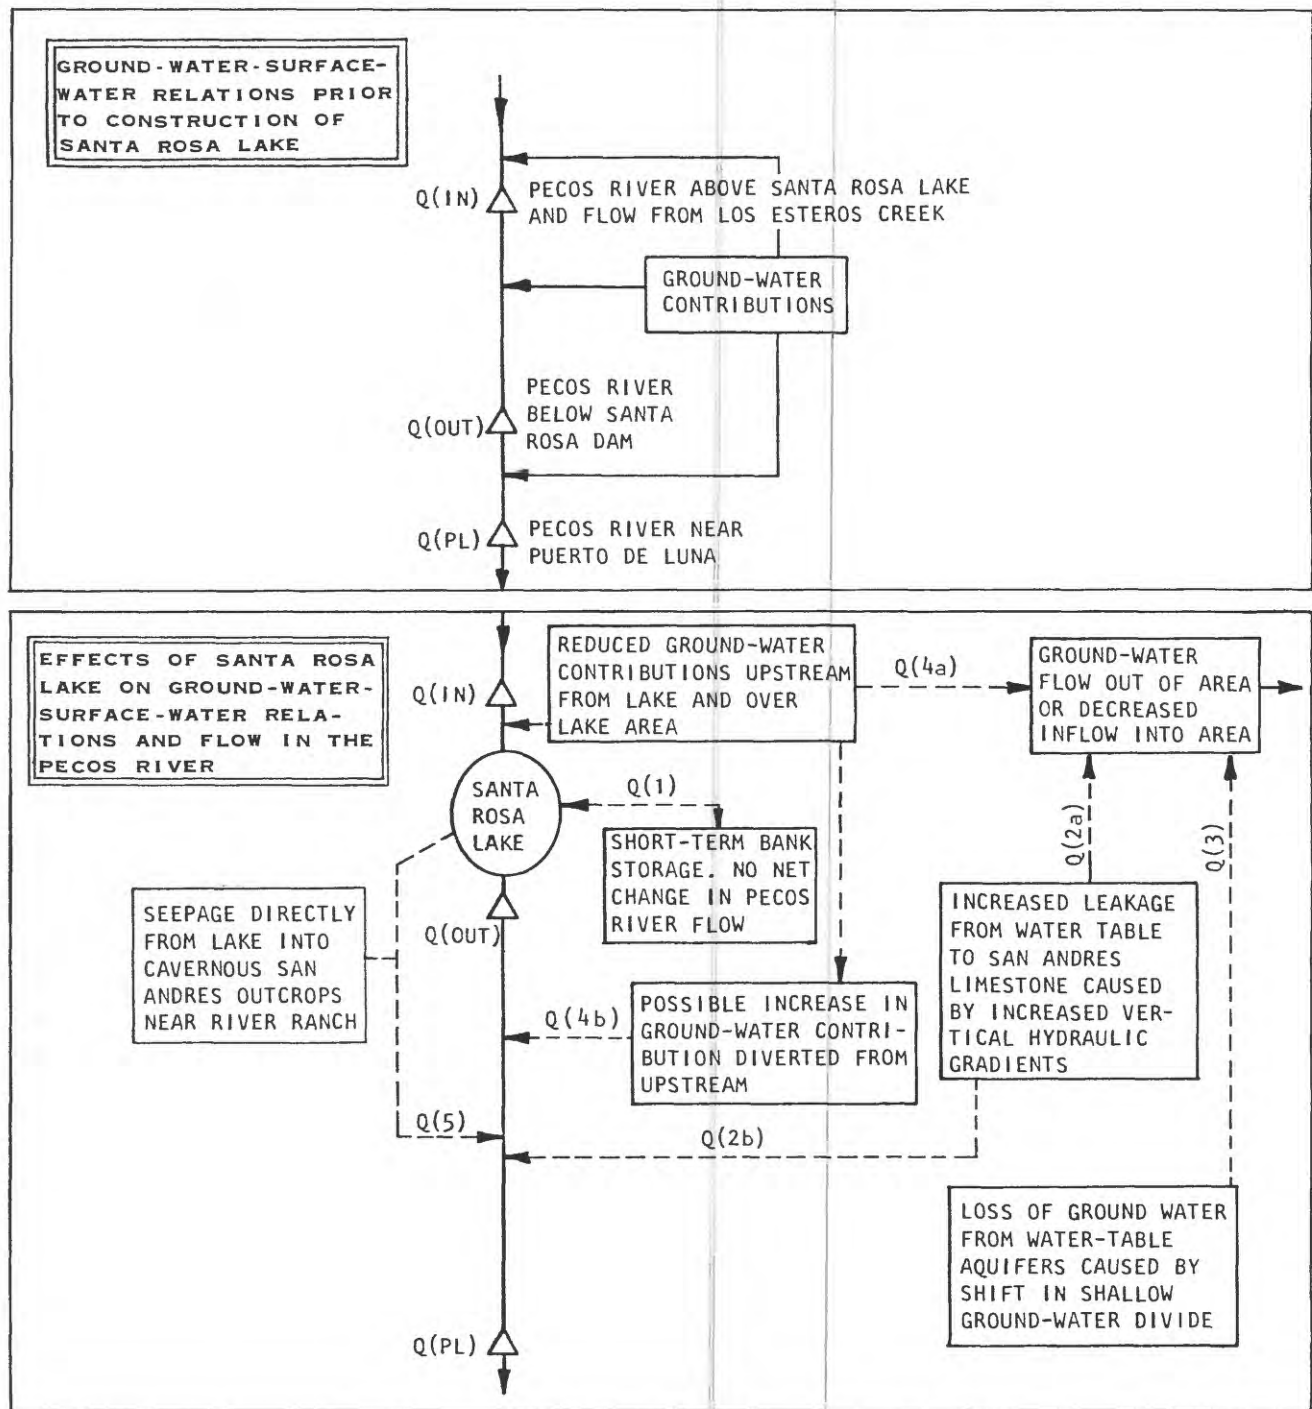 GROUND-WATER-SURFACE-
WATER RELATIONS PRIOR
TO CONSTRUCTION OF
SANTA ROSA LAKE
Q(IN)
PECOS RIVER ABOVE SANTA ROSA LAKE
AND FLOW FROM LOS ESTEROS CREEK
GROUND-WATER
CONTRIBUTIONS
PECOS RIVER
BELOW SANTA
ROSA DAM
Q(OUT)
Q(PL)
PECOS RIVER NEAR
PUERTO DE LUNA
EFFECTS OF SANTA ROSA
LAKE ON GROUND-WATER-
SURFACE-WATER RELA-
TIONS AND FLOW IN THE
PECOS RIVER
Q(IN)
REDUCED GROUND-WATER
CONTRIBUTIONS UPSTREAM
FROM LAKE AND OVER
LAKE AREA
Q(4a)
GROUND-WATER
FLOW OUT OF AREA
OR DECREASED
INFLOW INTO AREA
SANTA
ROSA
LAKE
Q(1)
SHORT-TERM BANK
STORAGE. NO NET
CHANGE IN PECOS
RIVER FLOW
Q(2a)
Q(3)
SEEPAGE DIRECTLY
FROM LAKE INTO
CAVERNOUS SAN
ANDRES OUTCROPS
NEAR RIVER RANCH
Q(OUT)
INCREASED LEAKAGE
FROM WATER TABLE
TO SAN ANDRES
LIMESTONE CAUSED
BY INCREASED VER-
TICAL HYDRAULIC
GRADIENTS
Q(4b)
POSSIBLE INCREASE IN
GROUND-WATER CONTRI-
BUTION DIVERTED FROM
UPSTREAM
Q(5)
Q(2b)
LOSS OF GROUND WATER
FROM WATER-TABLE
AQUIFERS CAUSED BY
SHIFT IN SHALLOW
GROUND-WATER DIVIDE
Q(PL)